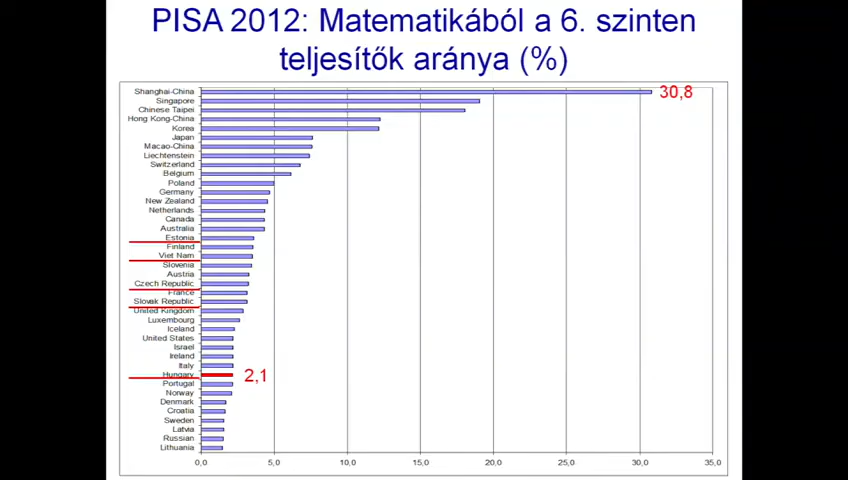 PISA 2012: Matematikából a 6. szinten
teljesítők aránya (%)
Shanghai-China
30,8
Singapore
Chinese Taipei
Hong Kong-China
Korea
Japan
Macao-China
Liechtenstein
Switzerland
Belgium
Poland
Germany
New Zealand
Netherlands
Canada
Australia
Estonia
Finland
Viet Nam
Slovenia
Austria
Czech Republic
France
Slovak Republic
United Kingdom
Luxembourg
Iceland
United States
Israel
Ireland
Italy
Hungary
2,1
Portugal
Norway
Denmark
Croatia
Sweden
Latvia
Russian
Lithuania
0,0 5,0 10,0 15,0 20,0 25,0 30,0 35,0